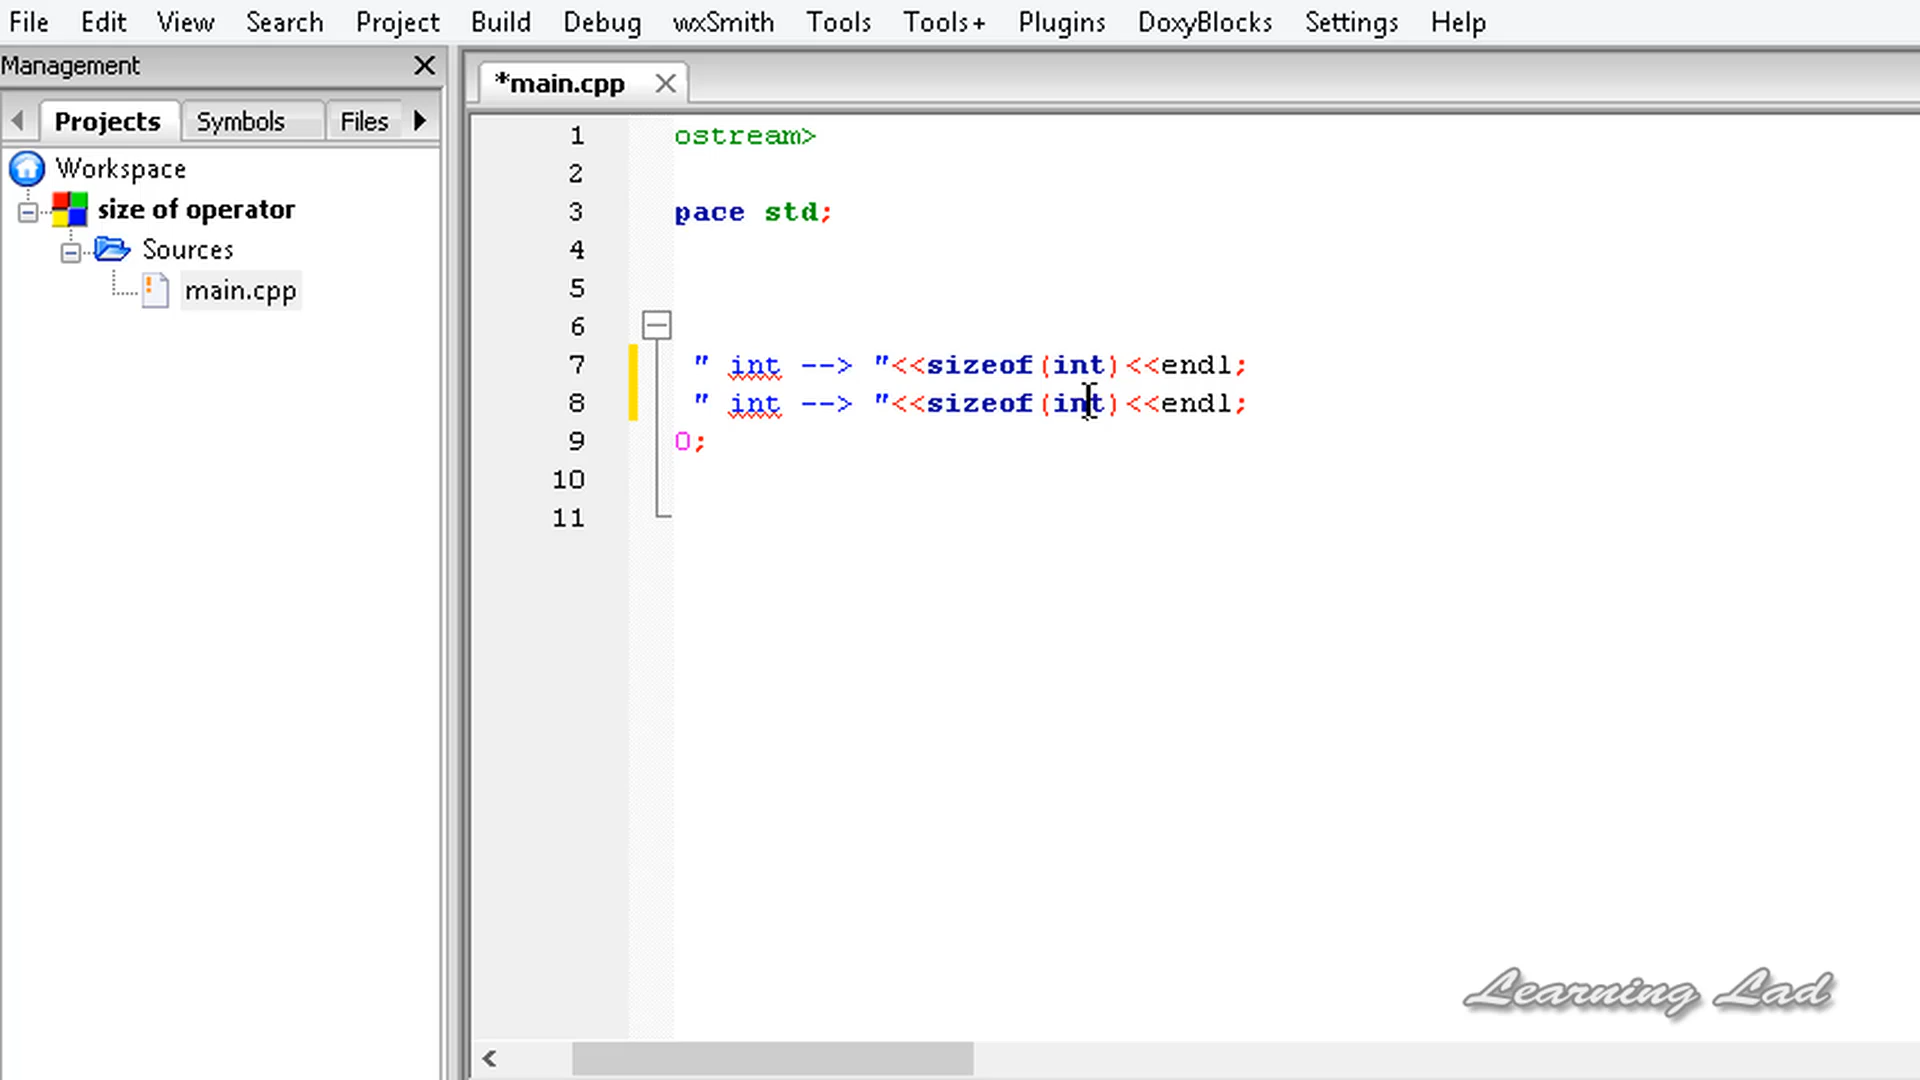 File Edit View Search Project Build Debug wxSmith Tools Tools+ Plugins DoxyBlocks Settings Help
Management
*main.cpp
Projects Symbols Files
Workspace
size of operator
Sources
main.cpp
1 ostream>
2
3 pace std;
4
5
6
7 " int --> "<<sizeof(int)<<endl;
8 " int --> "<<sizeof(int)<<endl;
9 0;
10
11
Learning Lad